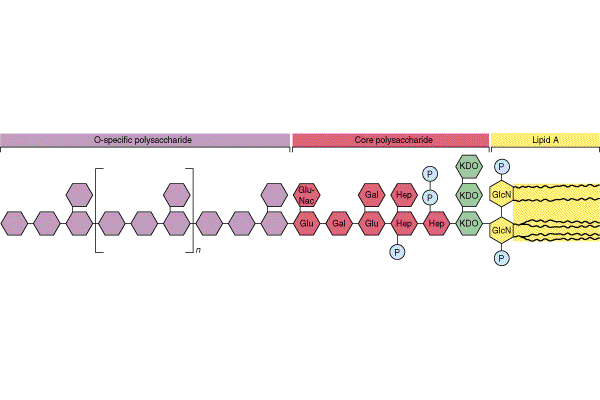 O-specific polysaccharide
Core polysaccharide
Lipid A
P
KDO
P
Glu-
Nac
Gal
Hep
P
KDO
GlcN
Glu
Gal
Glu
Hep
Hep
KDO
GlcN
n
P
P